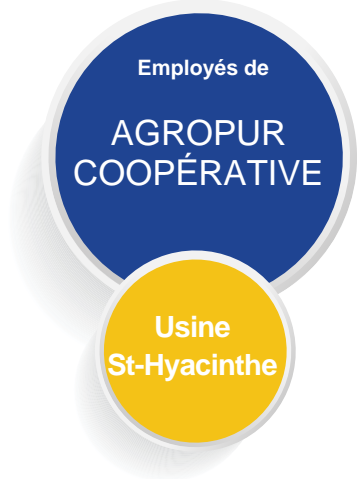 Employés de
AGROPUR
COOPÉRATIVE
Usine
St-Hyacinthe